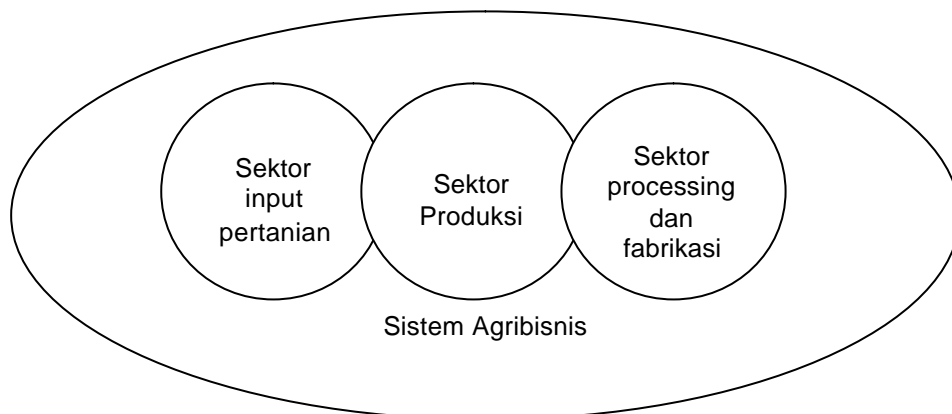 Sektor
input
pertanian
Sektor
Produksi
Sektor
processing
dan
fabrikasi
Sistem Agribisnis